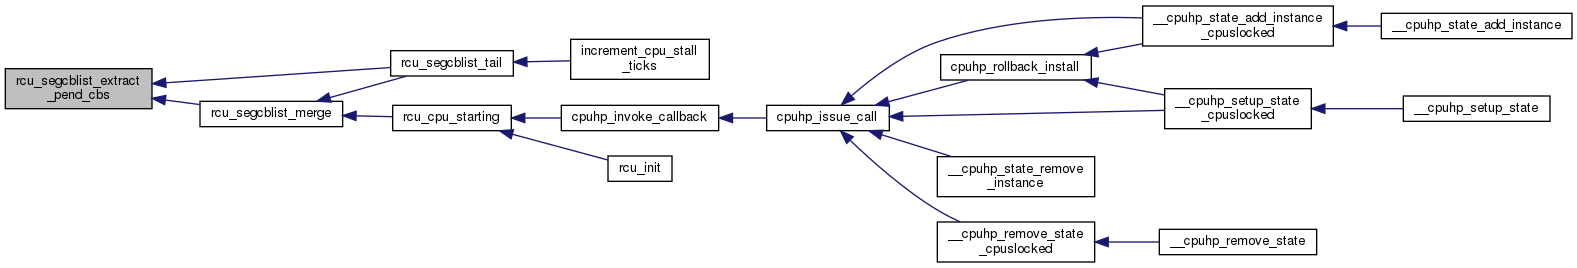 rcu_segcblist_extract
_pend_cbs
rcu_segcblist_tail
increment_cpu_stall
_ticks
rcu_segcblist_merge
rcu_cpu_starting
cpuhp_invoke_callback
rcu_init
cpuhp_issue_call
__cpuhp_state_add_instance
_cpuslocked
__cpuhp_state_add_instance
cpuhp_rollback_install
__cpuhp_setup_state
_cpuslocked
__cpuhp_setup_state
__cpuhp_state_remove
_instance
__cpuhp_remove_state
_cpuslocked
__cpuhp_remove_state